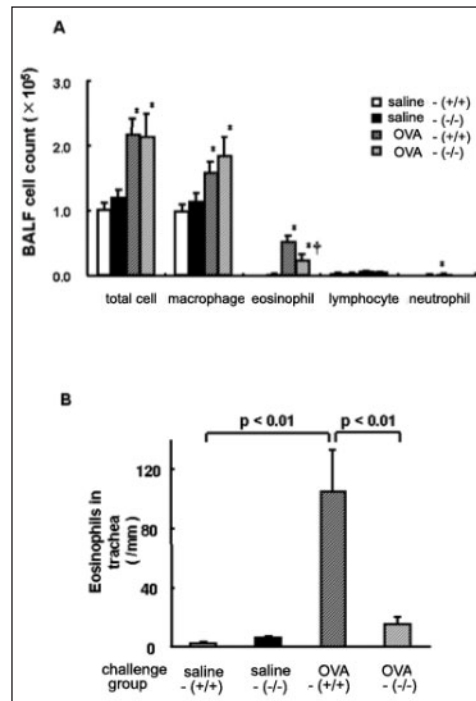 A
BALF cell count (× 10⁵)
3.0
2.0
1.0
0.0
saline - (+/+)
saline - (-/-)
OVA - (+/+)
OVA - (-/-)
* *
* *
* *†
*
total cell macrophage eosinophil lymphocyte neutrophil
B
p < 0.01 p < 0.01
Eosinophils in
trachea
( /mm)
120
80
40
0
challenge saline saline OVA OVA
group - (+/+) - (-/-) - (+/+) - (-/-)